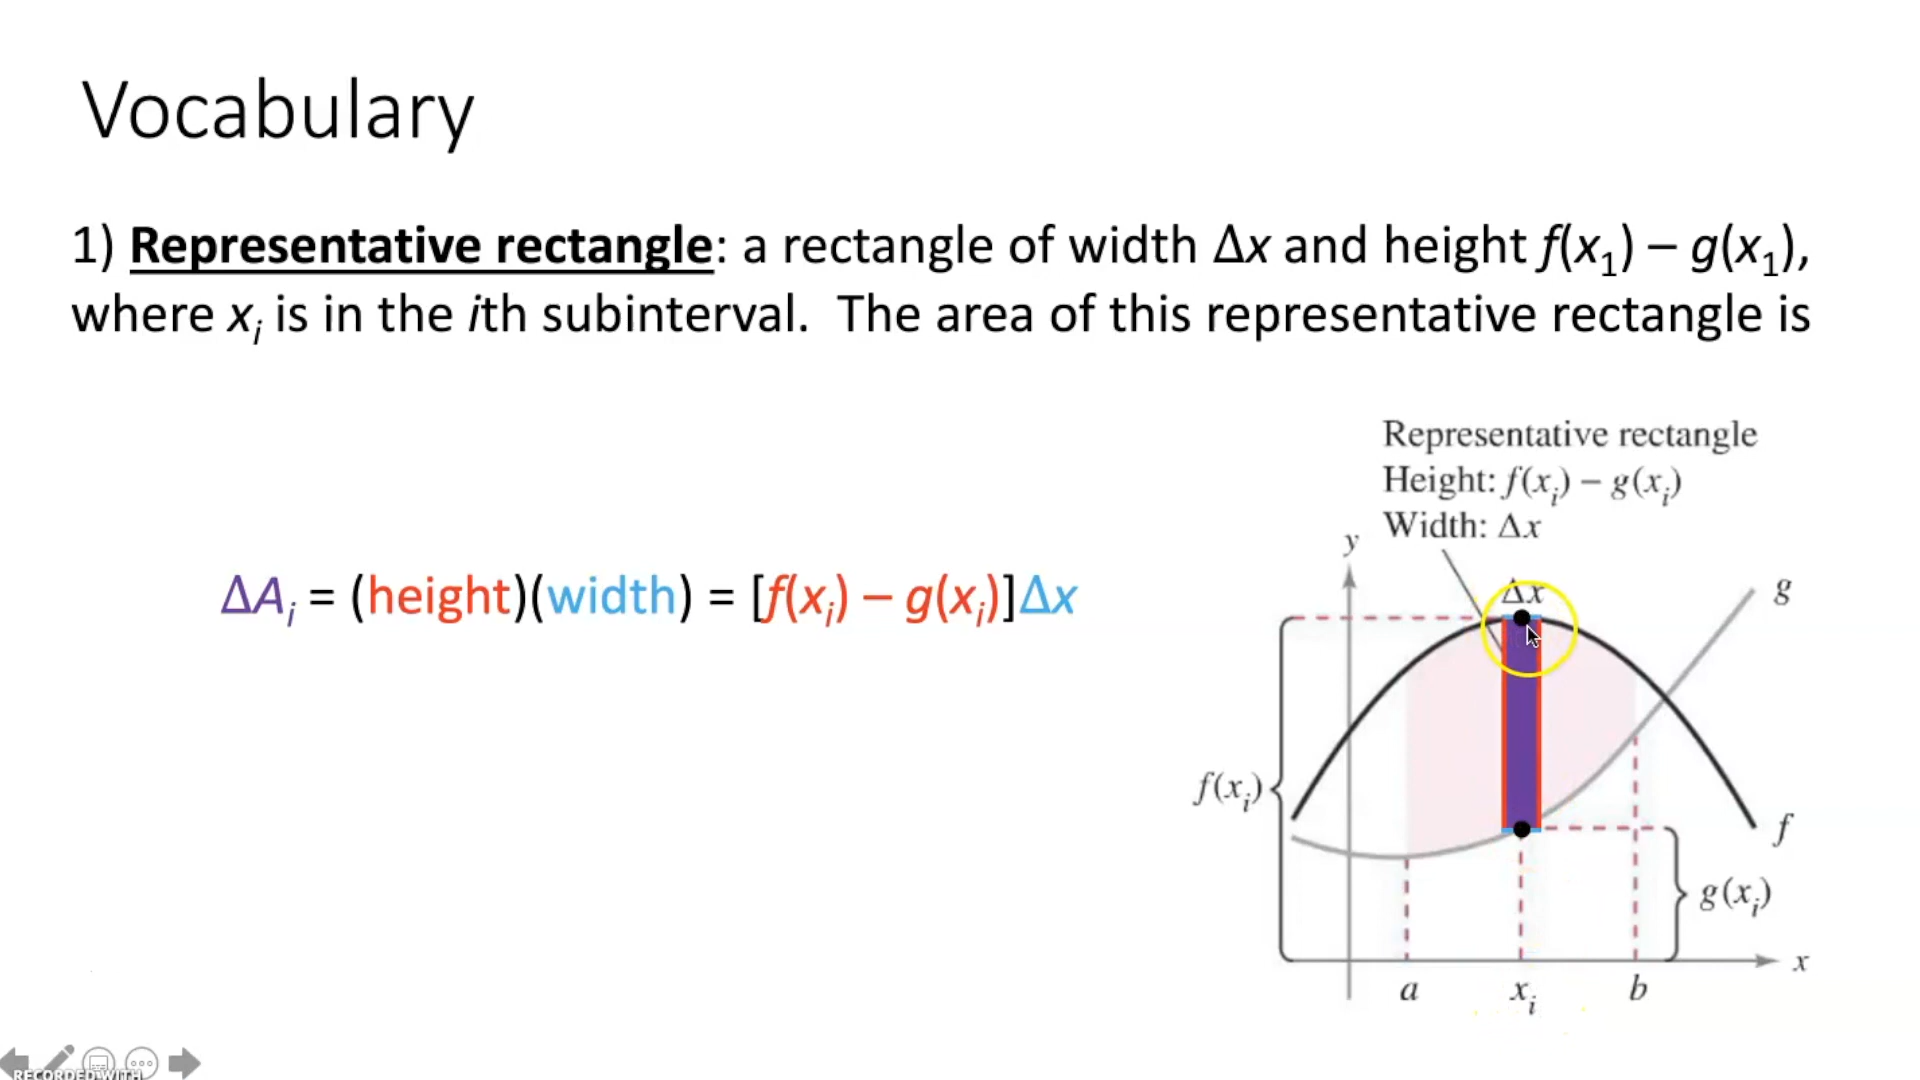 Vocabulary
1) Representative rectangle: a rectangle of width Δx and height f(x₁) – g(x₁),
where xᵢ is in the ith subinterval. The area of this representative rectangle is
ΔAᵢ = (height)(width) = [f(xᵢ) – g(xᵢ)]Δx
Representative rectangle
Height: f(xᵢ) – g(xᵢ)
Width: Δx
y
Δx
g
f(xᵢ)
f
g(xᵢ)
x
a
xᵢ
b
RECORDED WITH